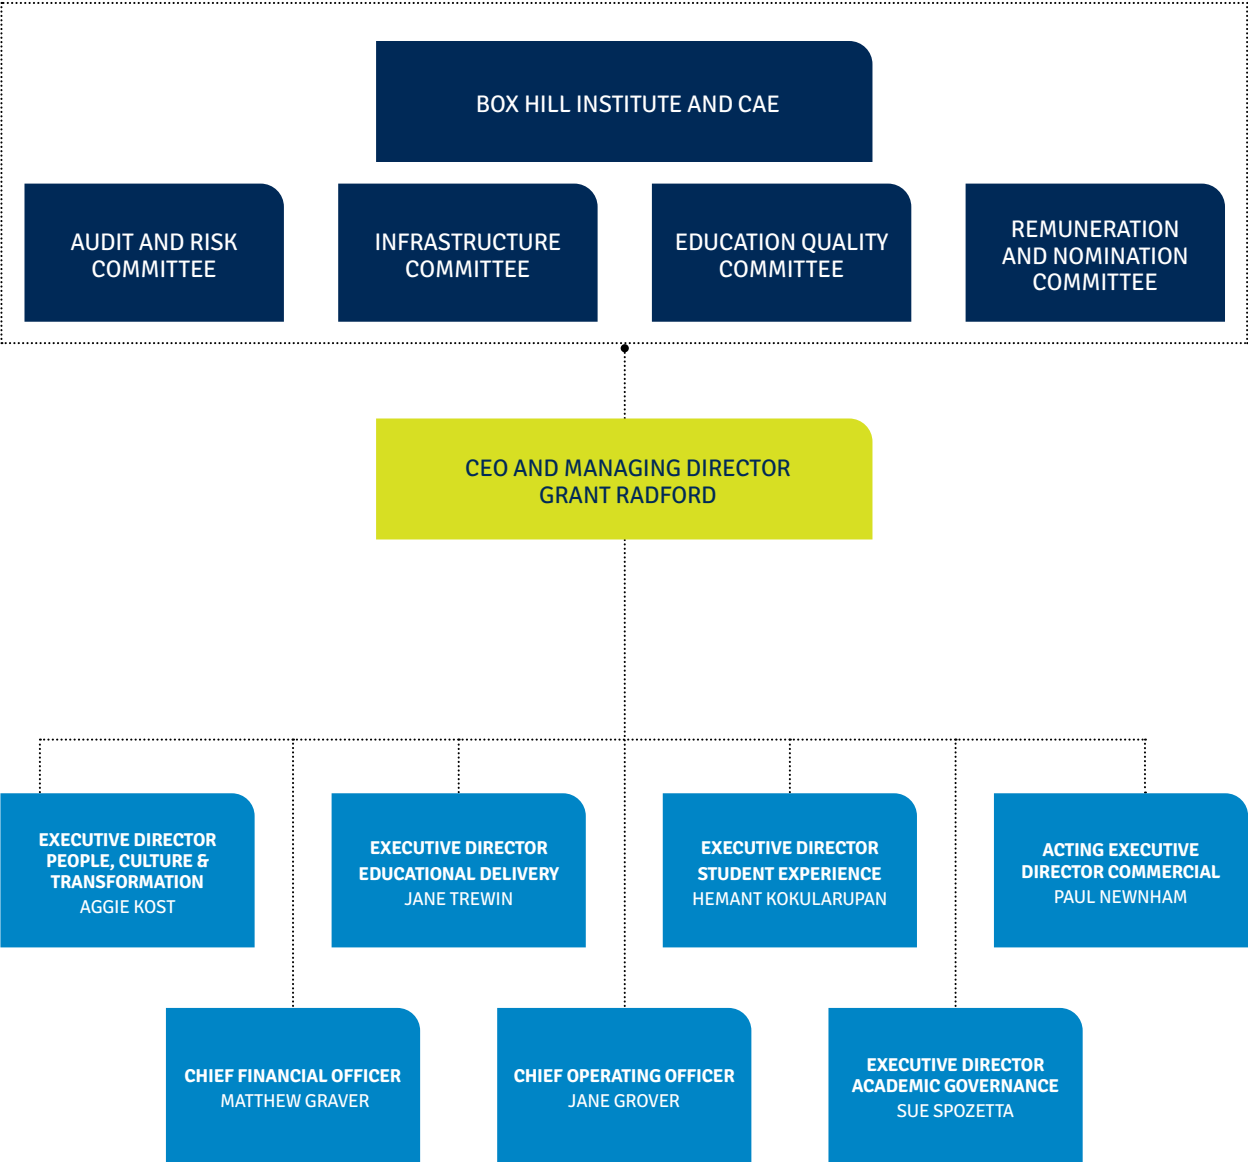 BOX HILL INSTITUTE AND CAE
AUDIT AND RISK
COMMITTEE
INFRASTRUCTURE
COMMITTEE
EDUCATION QUALITY
COMMITTEE
REMUNERATION
AND NOMINATION
COMMITTEE
CEO AND MANAGING DIRECTOR
GRANT RADFORD
EXECUTIVE DIRECTOR
PEOPLE, CULTURE &
TRANSFORMATION
AGGIE KOST
EXECUTIVE DIRECTOR
EDUCATIONAL DELIVERY
JANE TREWIN
EXECUTIVE DIRECTOR
STUDENT EXPERIENCE
HEMANT KOKULARUPAN
ACTING EXECUTIVE
DIRECTOR COMMERCIAL
PAUL NEWNHAM
CHIEF FINANCIAL OFFICER
MATTHEW GRAVER
CHIEF OPERATING OFFICER
JANE GROVER
EXECUTIVE DIRECTOR
ACADEMIC GOVERNANCE
SUE SPOZETTA